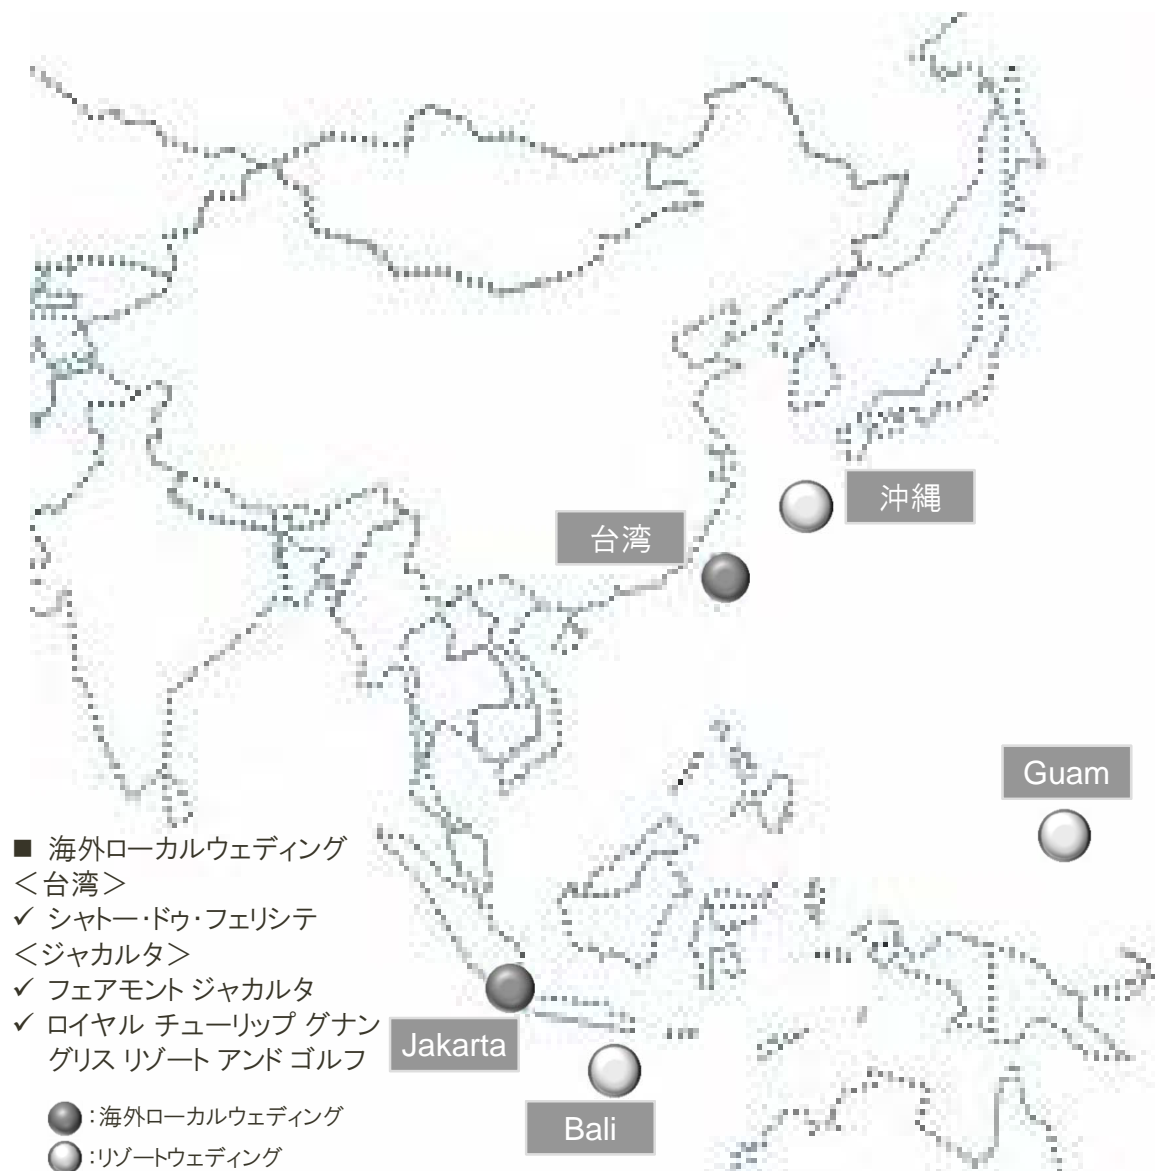 沖縄
台湾
Guam
■ 海外ローカルウェディング
＜台湾＞
✓ シャトー・ドゥ・フェリシテ
＜ジャカルタ＞
✓ フェアモント ジャカルタ
✓ ロイヤル チューリップ グナン
グリス リゾート アンド ゴルフ
Jakarta
Bali
：海外ローカルウェディング
：リゾートウェディング